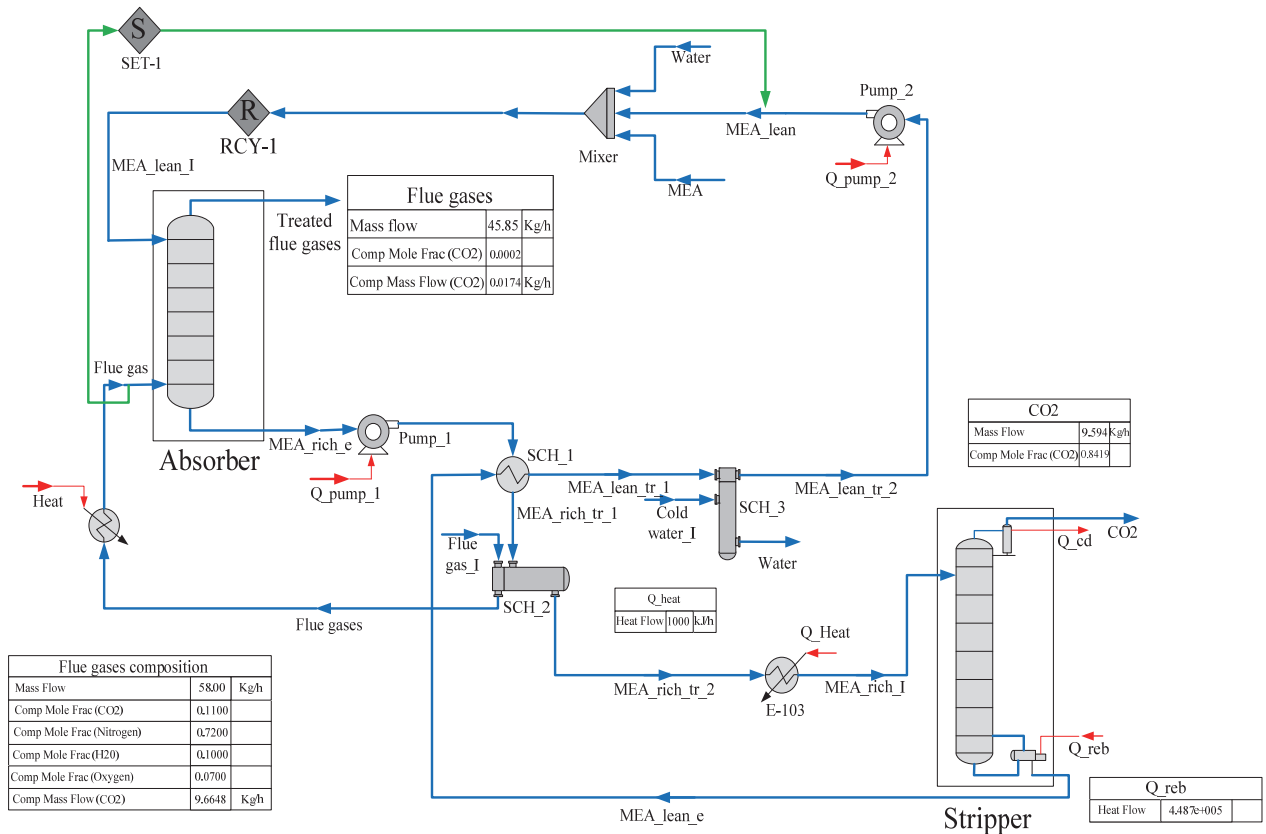 S
SET-1
Water
Pump_2
R
RCY-1
MEA_lean
Mixer
MEA_lean_I
Q_pump_2
MEA
Flue gases
Mass flow 45.85 Kg/h
Comp Mole Frac (CO2) 0.0002
Comp Mass Flow (CO2) 0.0174 Kg/h
Treated
flue gases
Flue gas
MEA_rich_e
Pump_1
Absorber
Q_pump_1
SCH_1
MEA_lean_tr_1
MEA_lean_tr_2
SCH_3
MEA_rich_tr_1
Cold
water_I
Water
CO2
Mass Flow 9.594 Kg/h
Comp Mole Frac (CO2) 0.8419
Heat
Flue
gas_I
SCH_2
Flue gases
Q_cd
CO2
Q_heat
Heat Flow 1000 kJ/h
Q_Heat
MEA_rich_tr_2
E-103
MEA_rich_I
Flue gases composition
Mass Flow 58.00 Kg/h
Comp Mole Frac (CO2) 0.1100
Comp Mole Frac (Nitrogen) 0.7200
Comp Mole Frac (H20) 0.1000
Comp Mole Frac (Oxygen) 0.0700
Comp Mass Flow (CO2) 9.6648 Kg/h
Q_reb
MEA_lean_e
Stripper
Q_reb
Heat Flow 4.487e+005